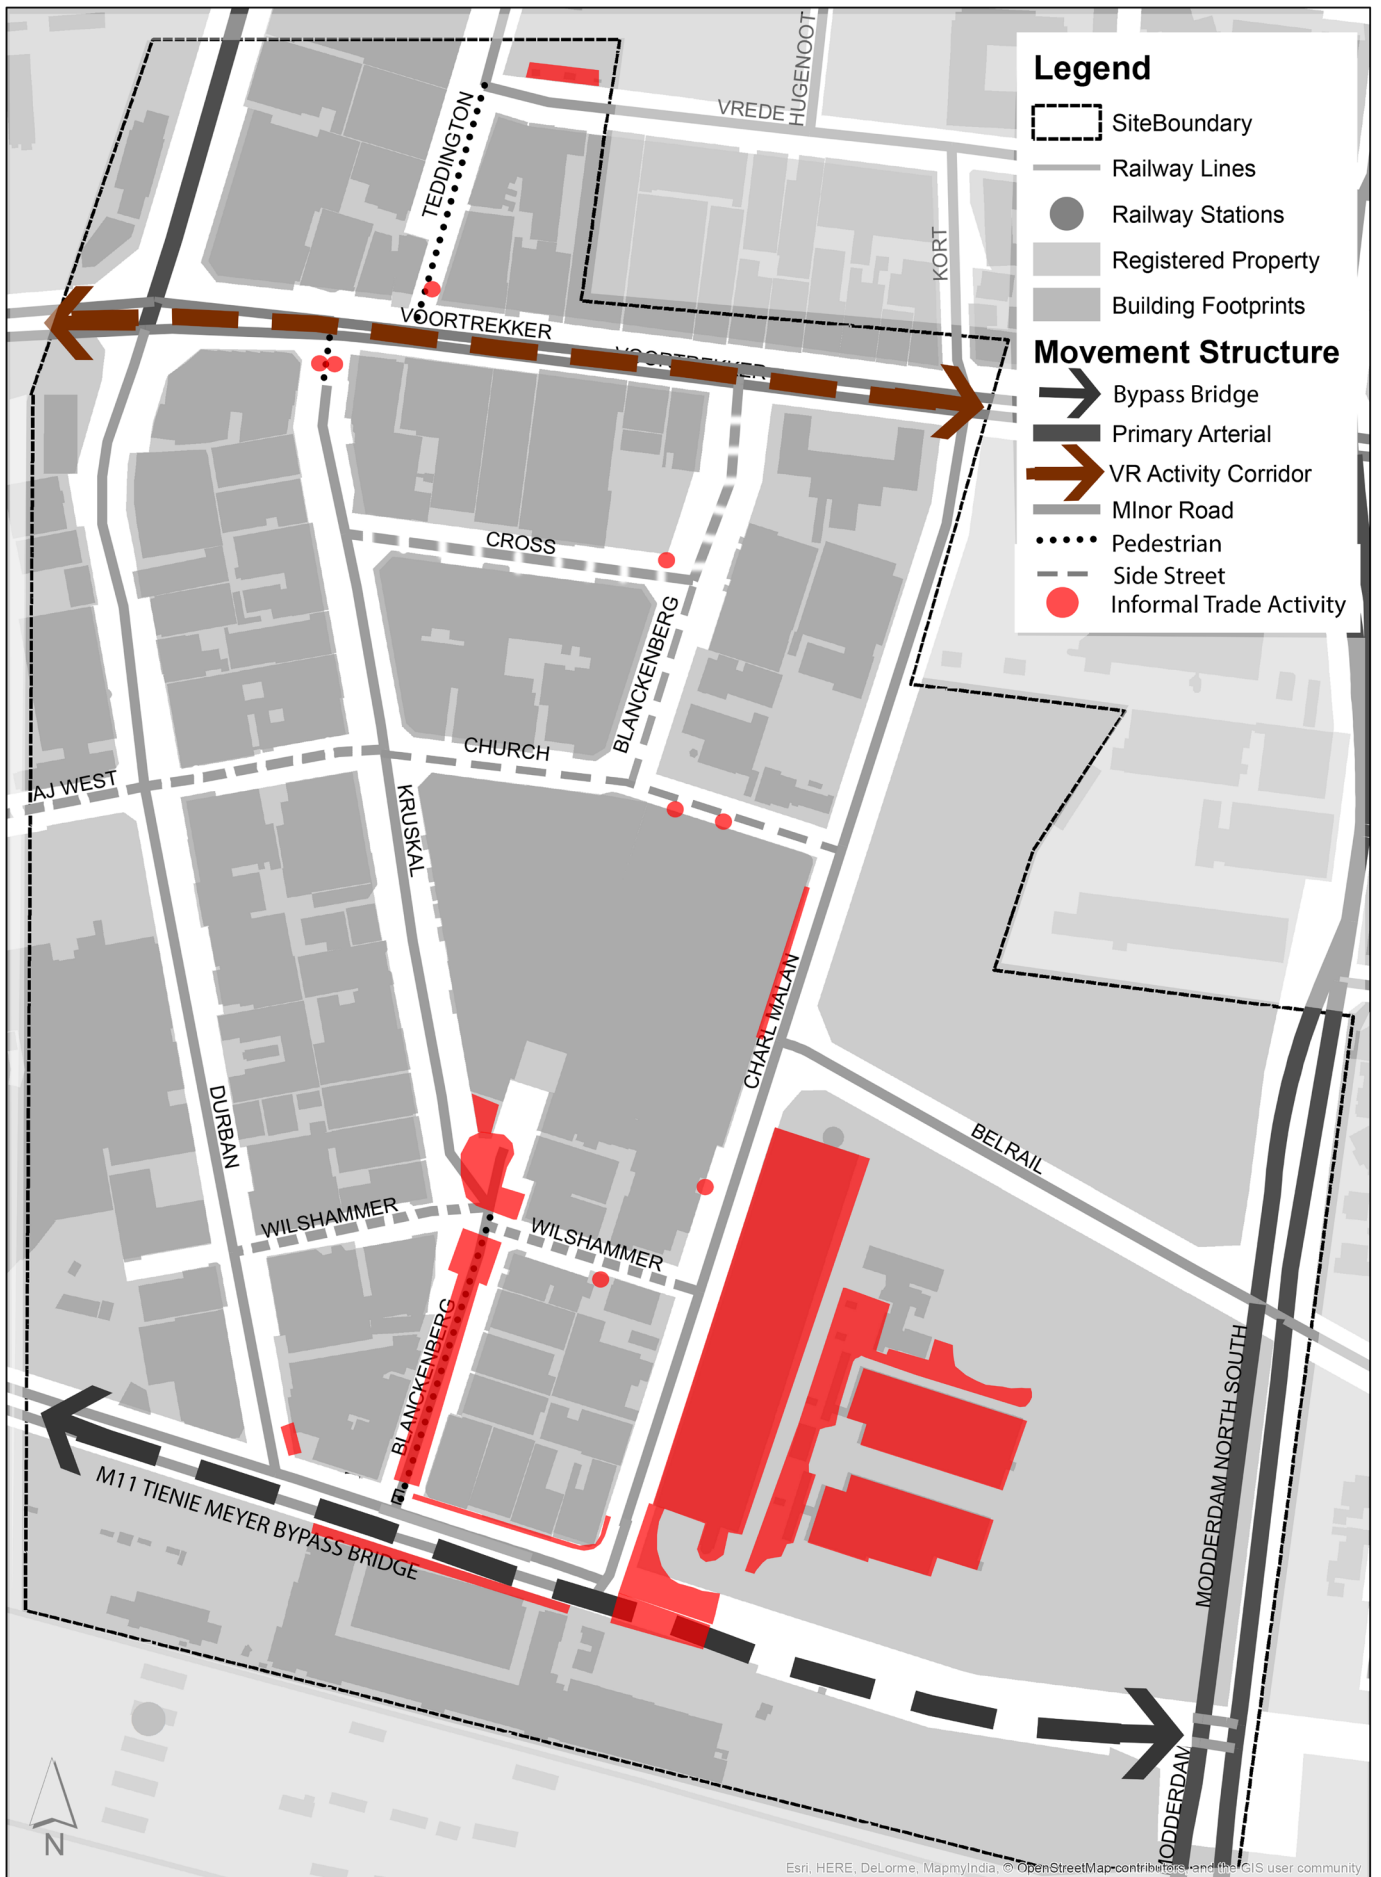 HUGENOOT
VREDE
TEDDINGTON
KORT
VOORTREKKER
VOORTREKKER
Legend
SiteBoundary
Railway Lines
Railway Stations
Registered Property
Building Footprints
Movement Structure
Bypass Bridge
Primary Arterial
VR Activity Corridor
MInor Road
Pedestrian
Side Street
Informal Trade Activity
CROSS
BLANCKENBERG
CHURCH
AJ WEST
KRUSKAL
CHARL MALAN
DURBAN
BELRAIL
WILSHAMMER
WILSHAMMER
BLANCKENBERG
MODDERDAM NORTH SOUTH
M11 TIENIE MEYER BYPASS BRIDGE
MODDERDAM
N
Esri, HERE, DeLorme, MapmyIndia, © OpenStreetMap contributors, and the GIS user community